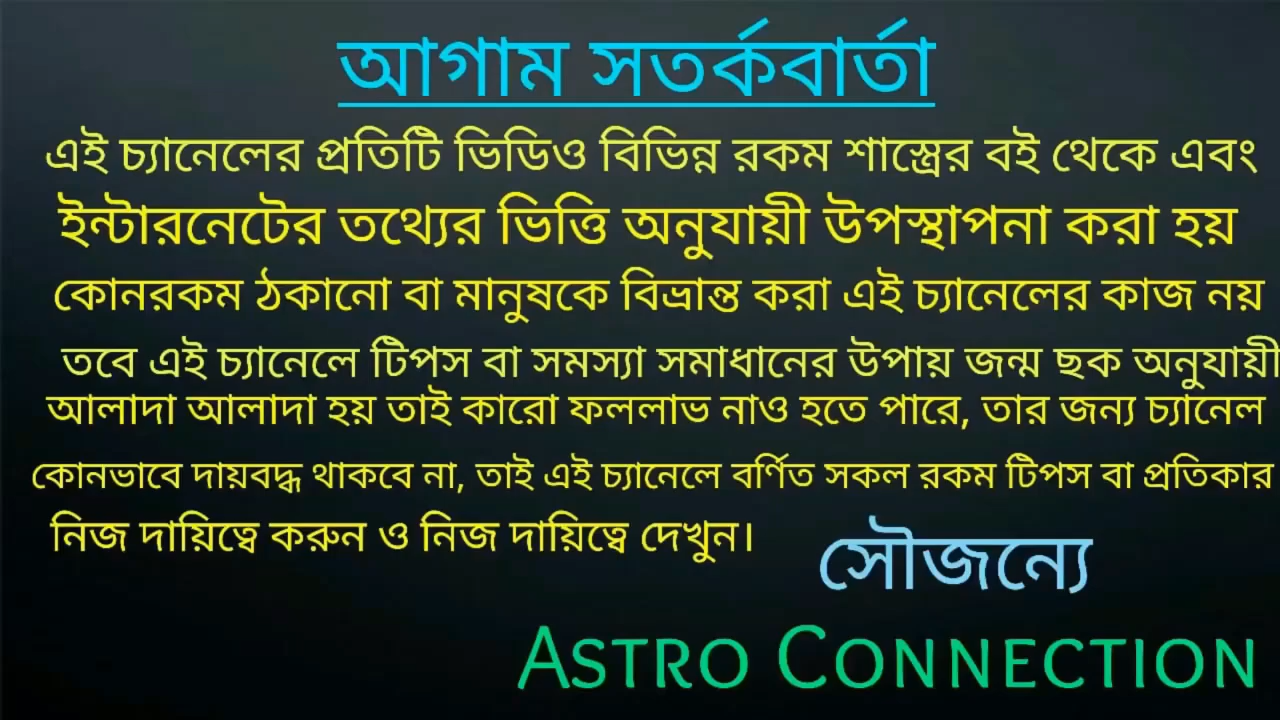 আগাম সতর্কবার্তা
এই চ্যানেলের প্রতিটি ভিডিও বিভিন্ন রকম শাস্ত্রের বই থেকে এবং
ইন্টারনেটের তথ্যের ভিত্তি অনুযায়ী উপস্থাপনা করা হয়
কোনরকম ঠকানো বা মানুষকে বিভ্রান্ত করা এই চ্যানেলের কাজ নয়
তবে এই চ্যানেলে টিপস বা সমস্যা সমাধানের উপায় জন্ম ছক অনুযায়ী
আলাদা আলাদা হয় তাই কারো ফললাভ নাও হতে পারে, তার জন্য চ্যানেল
কোনভাবে দায়বদ্ধ থাকবে না, তাই এই চ্যানেলে বর্ণিত সকল রকম টিপস বা প্রতিকার
নিজ দায়িত্বে করুন ও নিজ দায়িত্বে দেখুন।
সৌজন্যে
ASTRO CONNECTION